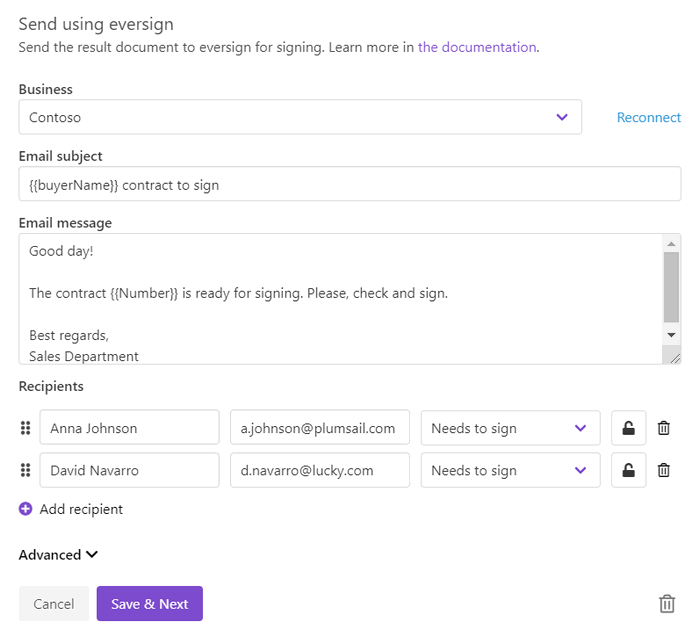 Send using eversign
Send the result document to eversign for signing. Learn more in the documentation.
Business
Contoso
Reconnect
Email subject
{{buyerName}} contract to sign
Email message
Good day!
The contract {{Number}} is ready for signing. Please, check and sign.
Best regards,
Sales Department
Recipients
Anna Johnson a.johnson@plumsail.com Needs to sign
David Navarro d.navarro@lucky.com Needs to sign
Add recipient
Advanced
Cancel Save & Next